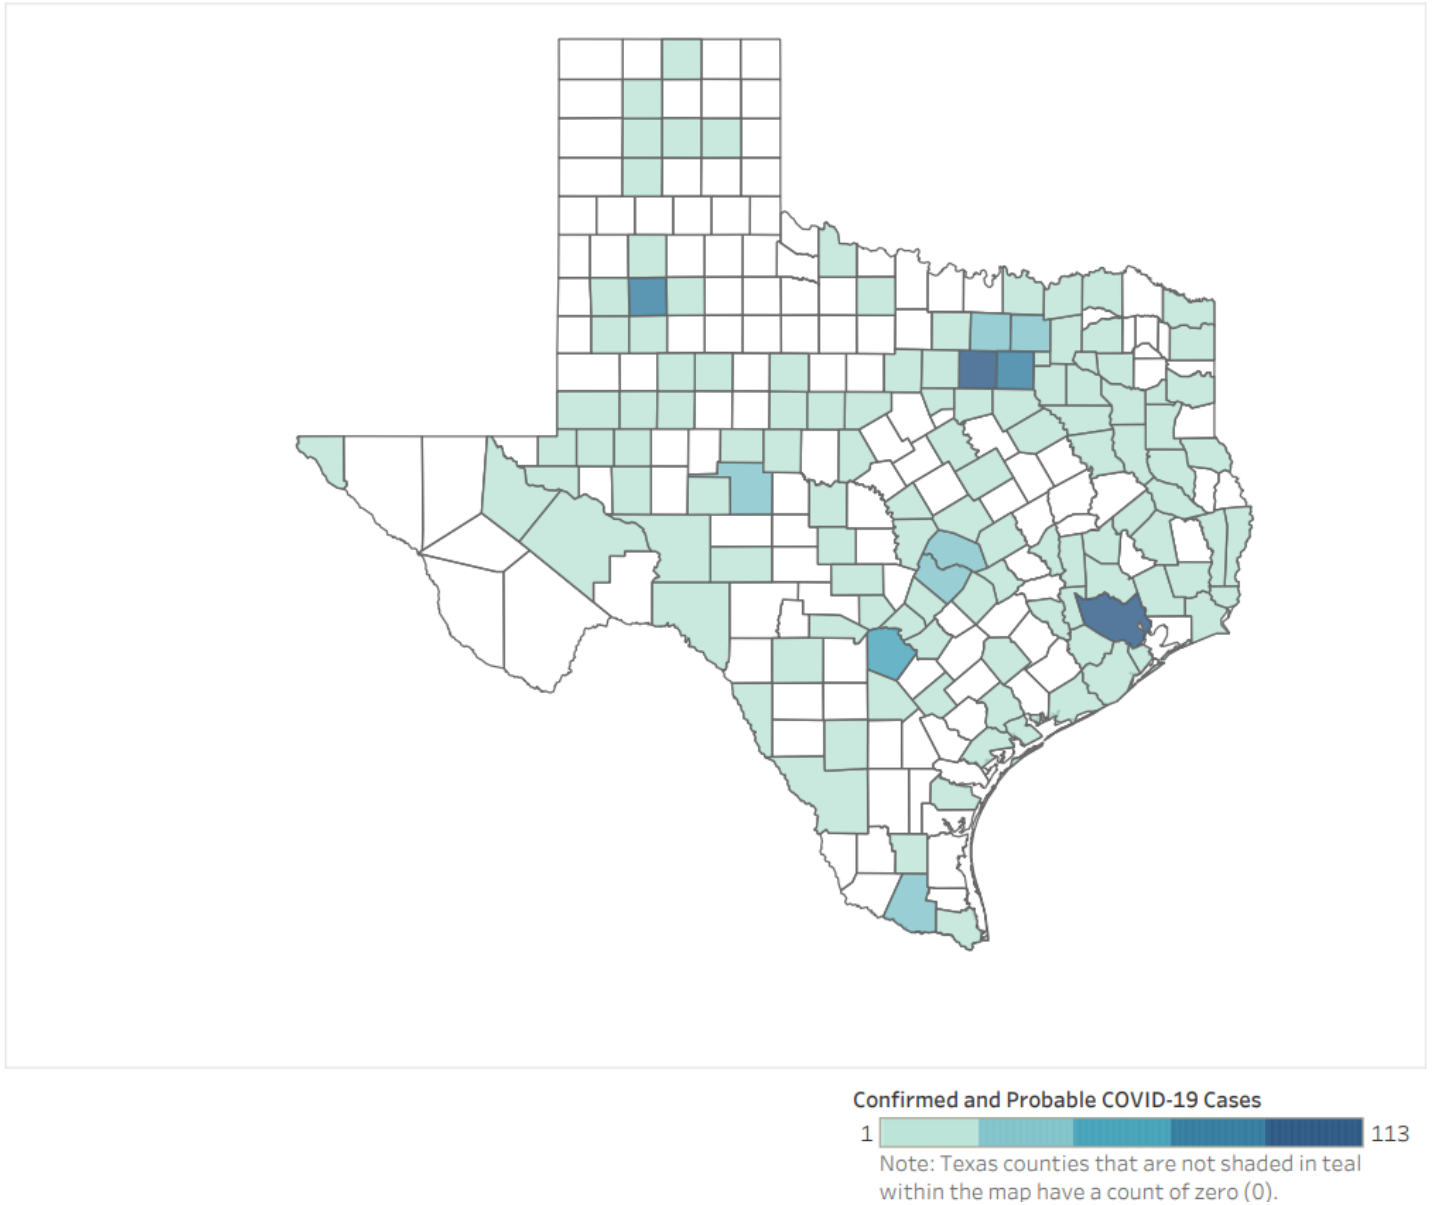 Confirmed and Probable COVID-19 Cases
1 113
Note: Texas counties that are not shaded in teal
within the map have a count of zero (0).